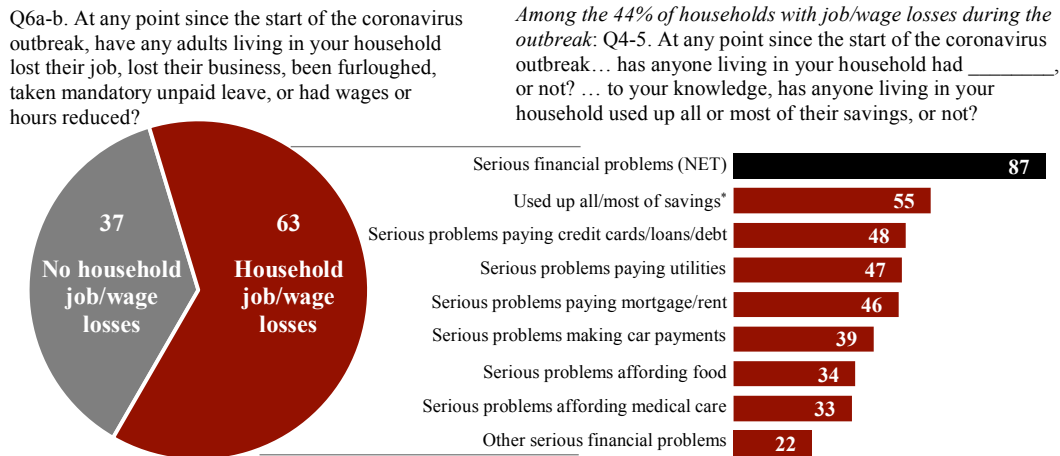 Q6a-b. At any point since the start of the coronavirus
outbreak, have any adults living in your household
lost their job, lost their business, been furloughed,
taken mandatory unpaid leave, or had wages or
hours reduced?
Among the 44% of households with job/wage losses during the
outbreak: Q4-5. At any point since the start of the coronavirus
outbreak… has anyone living in your household had ________,
or not? … to your knowledge, has anyone living in your
household used up all or most of their savings, or not?
37
No household
job/wage
losses
63
Household
job/wage
losses
Serious financial problems (NET) 87
Used up all/most of savings* 55
Serious problems paying credit cards/loans/debt 48
Serious problems paying utilities 47
Serious problems paying mortgage/rent 46
Serious problems making car payments 39
Serious problems affording food 34
Serious problems affording medical care 33
Other serious financial problems 22